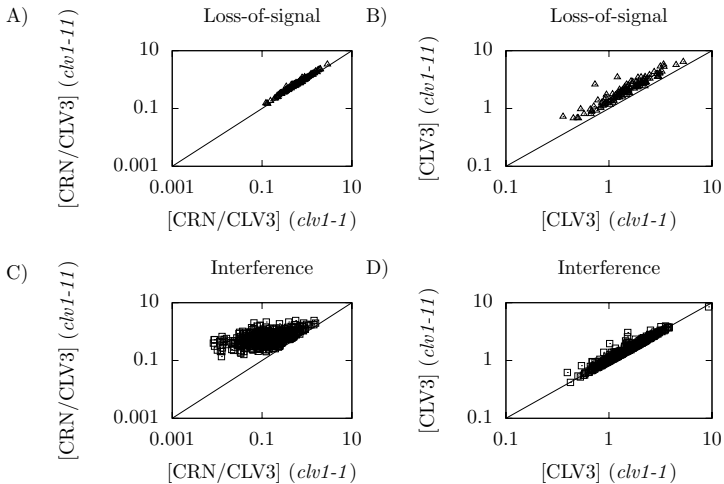 A)
Loss-of-signal
[CRN/CLV3] (clv1-11)
10
0.1
0.001
0.001
0.1
10
[CRN/CLV3] (clv1-1)
B)
Loss-of-signal
[CLV3] (clv1-11)
10
1
0.1
0.1
1
10
[CLV3] (clv1-1)
C)
Interference
[CRN/CLV3] (clv1-11)
10
0.1
0.001
0.001
0.1
10
[CRN/CLV3] (clv1-1)
D)
Interference
[CLV3] (clv1-11)
10
1
0.1
0.1
1
10
[CLV3] (clv1-1)